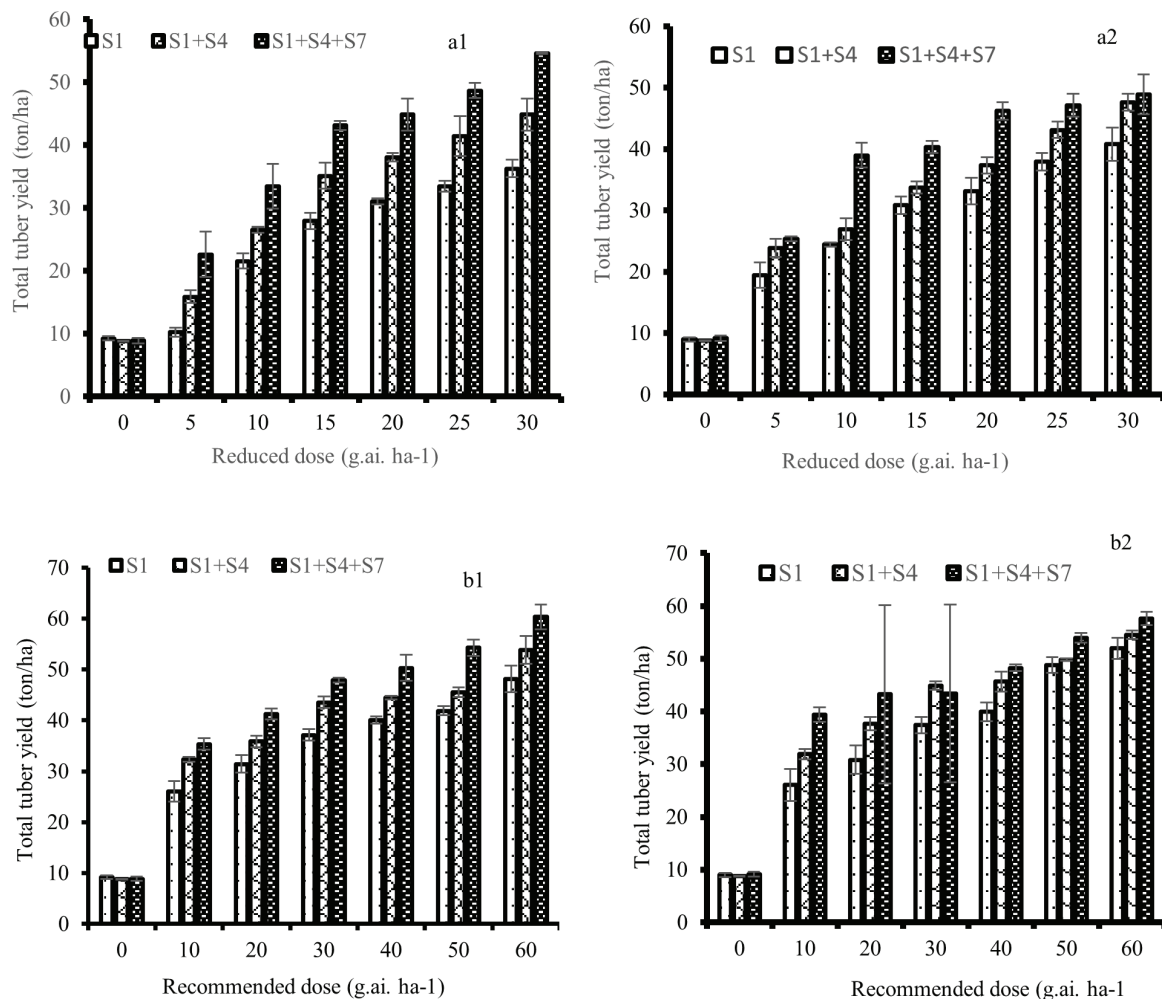 60
50
40
30
20
10
0
Total tuber yield (ton/ha)
S1 S1+S4 S1+S4+S7
a1
0 5 10 15 20 25 30
Reduced dose (g.ai. ha-1)
60
50
40
30
20
10
0
Total tuber yield (ton/ha)
S1 S1+S4 S1+S4+S7
a2
0 5 10 15 20 25 30
Reduced dose (g.ai. ha-1)
70
60
50
40
30
20
10
0
Total tuber yield (ton/ha)
S1 S1+S4 S1+S4+S7
b1
0 10 20 30 40 50 60
Recommended dose (g.ai. ha-1)
70
60
50
40
30
20
10
0
Total tuber yield (ton/ha)
S1 S1+S4 S1+S4+S7
b2
0 10 20 30 40 50 60
Recommended dose (g.ai. ha-1